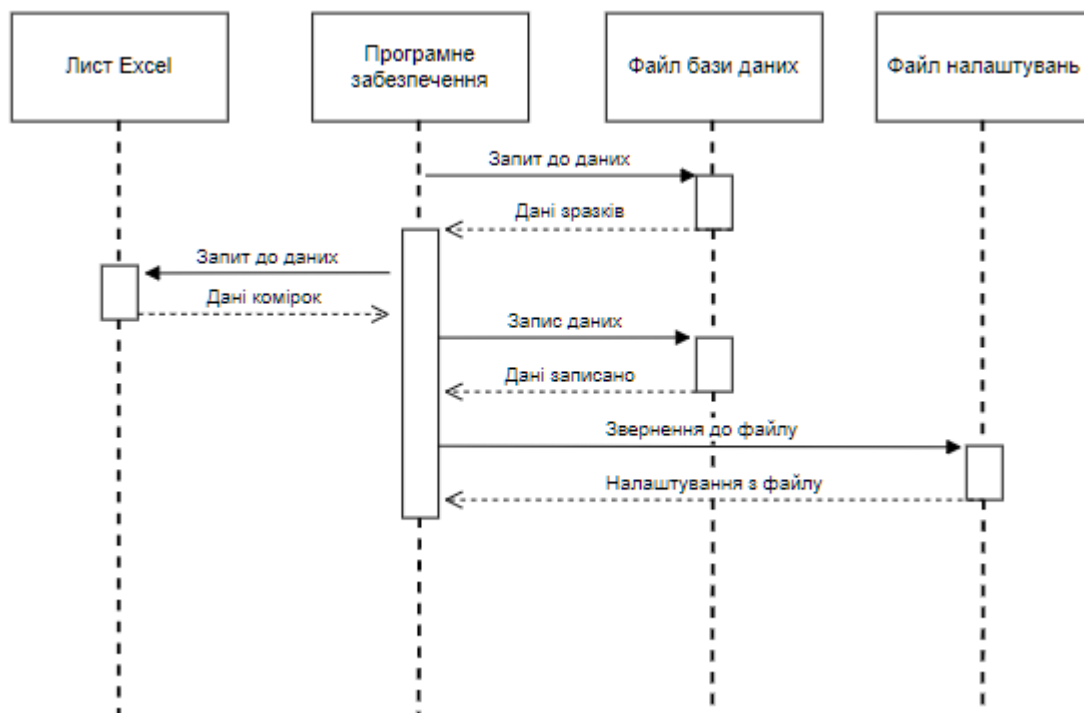 Лист Excel
Програмне
забезпечення
Файл бази даних
Файл налаштувань
Запит до даних
Дані зразків
Запит до даних
Дані комірок
Запис даних
Дані записано
Звернення до файлу
Налаштування з файлу